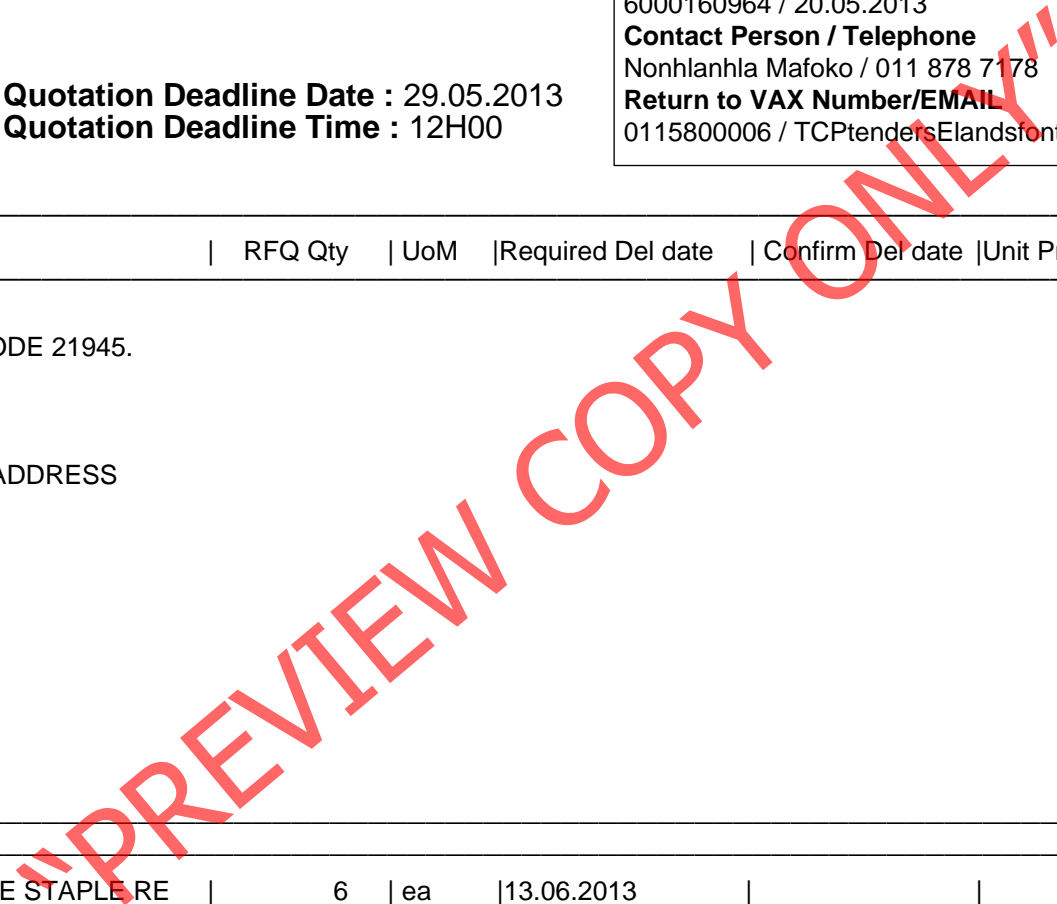 6000160964 / 20.05.2013
Contact Person / Telephone
Nonhlanhla Mafoko / 011 878 7178
Quotation Deadline Date : 29.05.2013
Return to VAX Number/EMAIL
Quotation Deadline Time : 12H00
0115800006 / TCPtendersElandsfont
| RFQ Qty | UoM |Required Del date | Confirm Del date |Unit Pr
ODE 21945.
ADDRESS
"PREVIEW COPY ONLY"
E STAPLE RE | 6 | ea |13.06.2013 | |